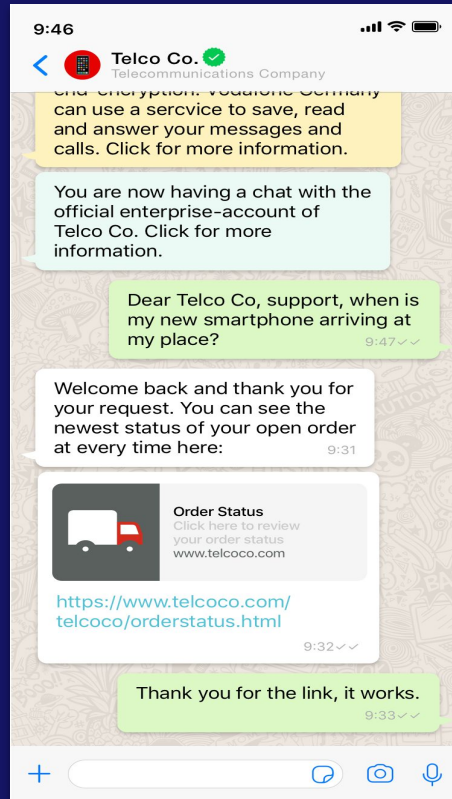 9:46
Telco Co.
Telecommunications Company
end-encryption. Vodafone Germany
can use a sercvice to save, read
and answer your messages and
calls. Click for more information.
You are now having a chat with the
official enterprise-account of
Telco Co. Click for more
information.
Dear Telco Co, support, when is
my new smartphone arriving at
my place?
9:47
Welcome back and thank you for
your request. You can see the
newest status of your open order
at every time here:
9:31
Order Status
Click here to review
your order status
www.telcoco.com
https://www.telcoco.com/
telcoco/orderstatus.html
9:32
Thank you for the link, it works.
9:33